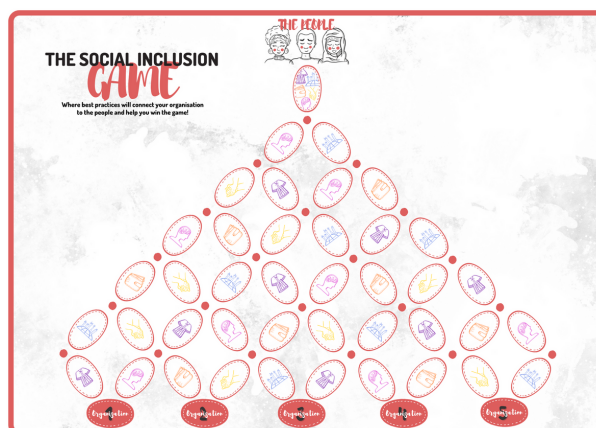 THE PEOPLE
THE SOCIAL INCLUSION
GAME
Where best practices will connect your organisation
to the people and help you win the game!
Organization
Organization
Organization
Organization
Organization